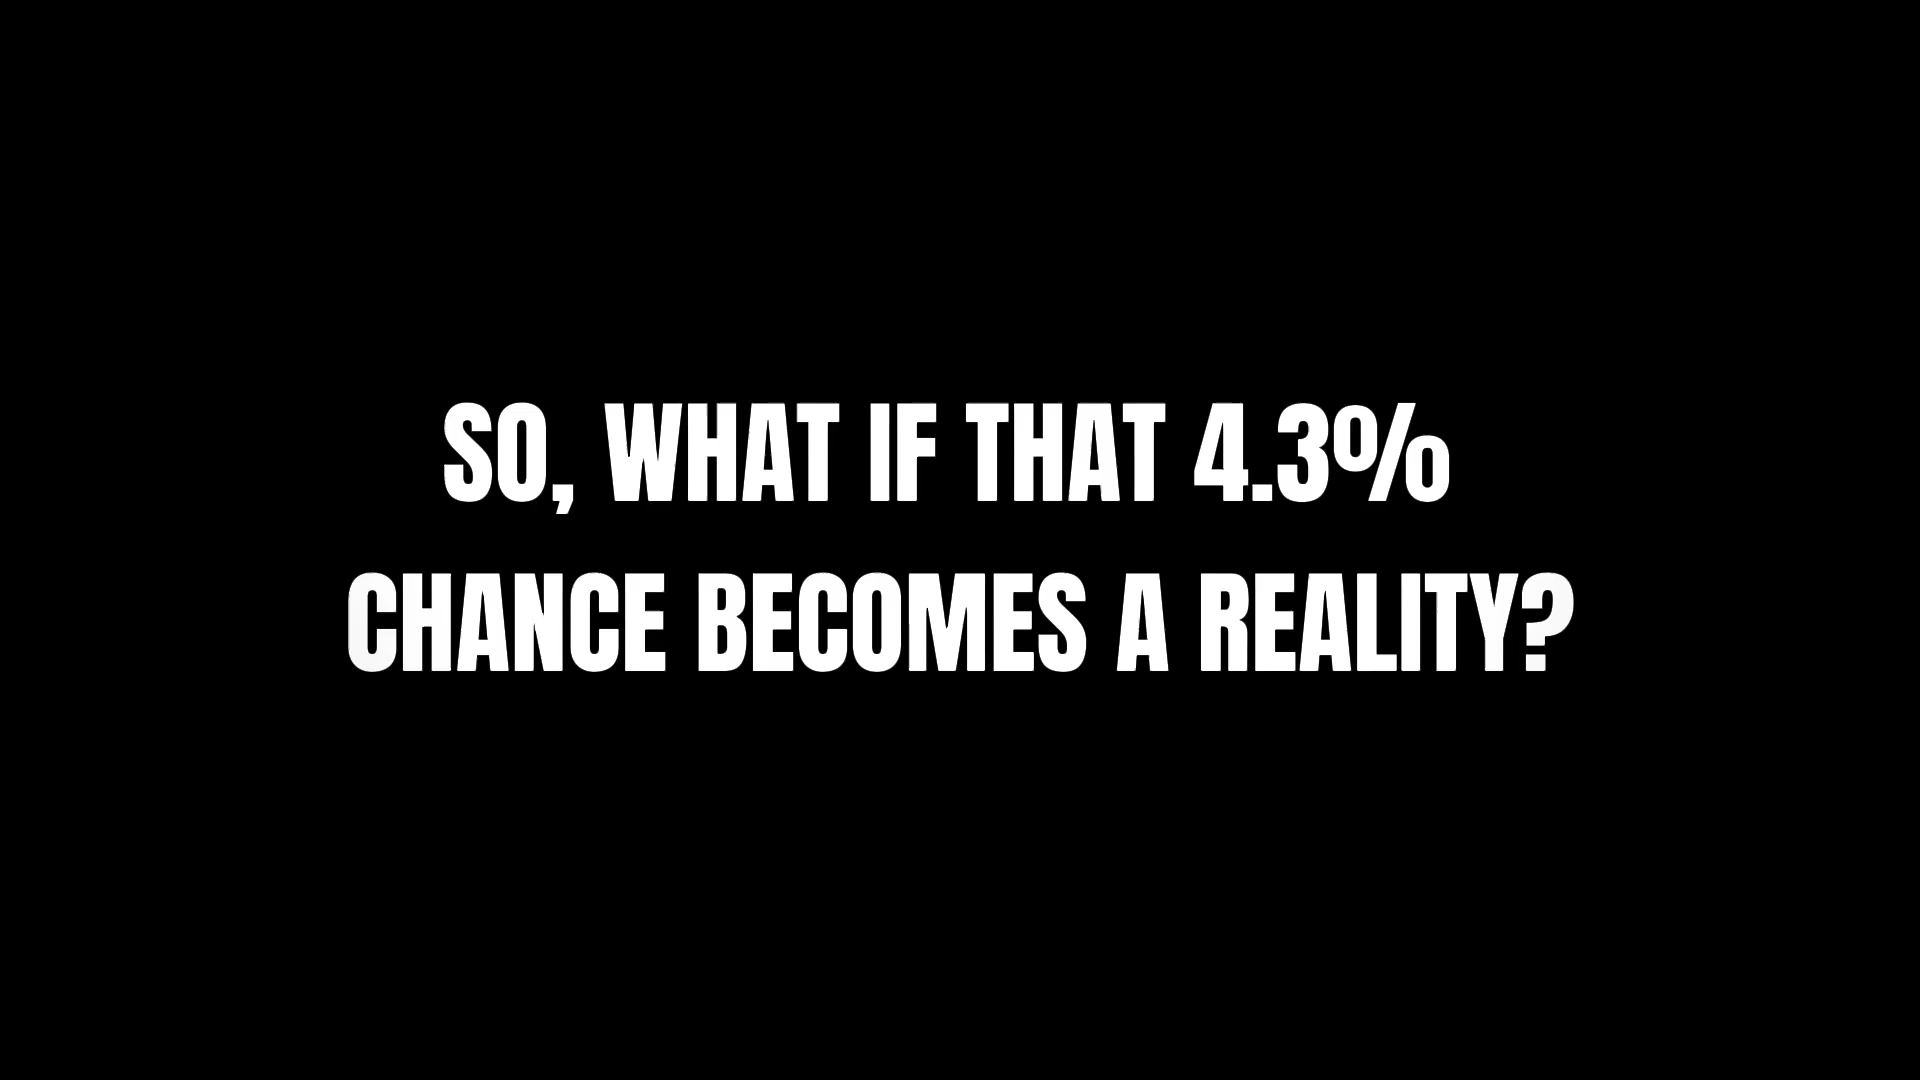 SO, WHAT IF THAT 4.3%
CHANCE BECOMES A REALITY?